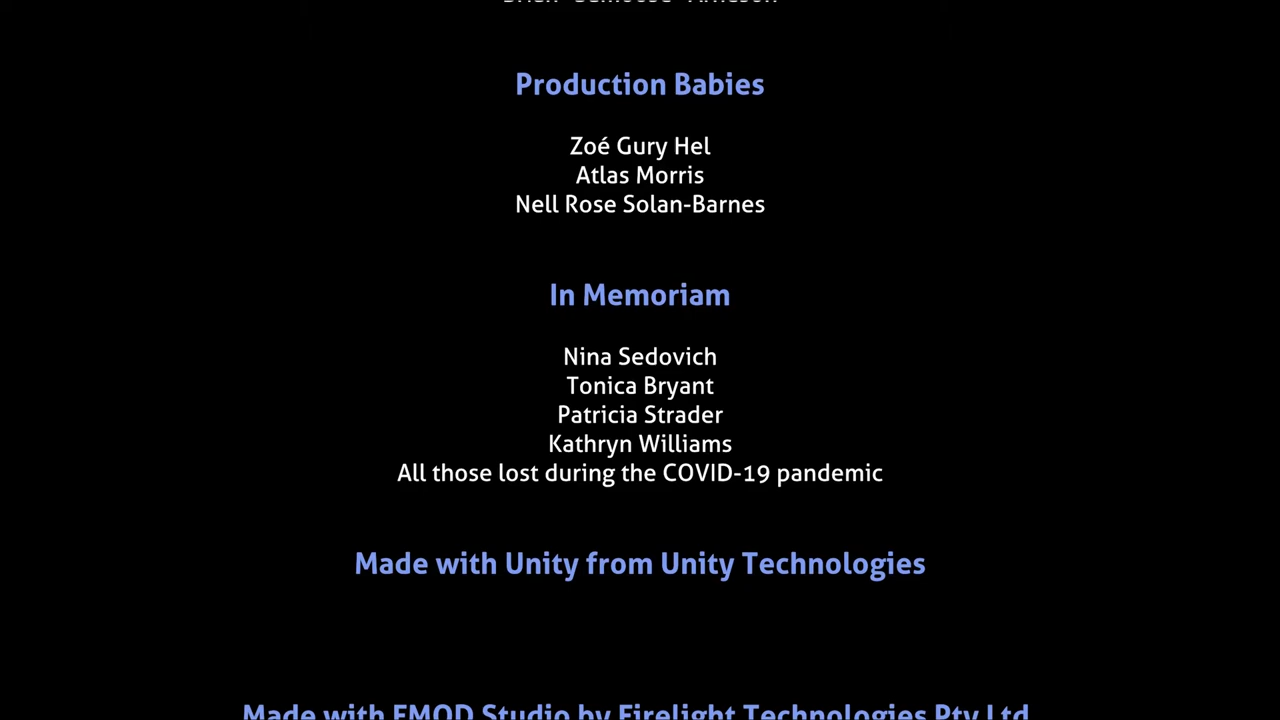 Production Babies
Zoé Gury Hel
Atlas Morris
Nell Rose Solan-Barnes
In Memoriam
Nina Sedovich
Tonica Bryant
Patricia Strader
Kathryn Williams
All those lost during the COVID-19 pandemic
Made with Unity from Unity Technologies
Made with FMOD Studio by Firelight Technologies Pty Ltd